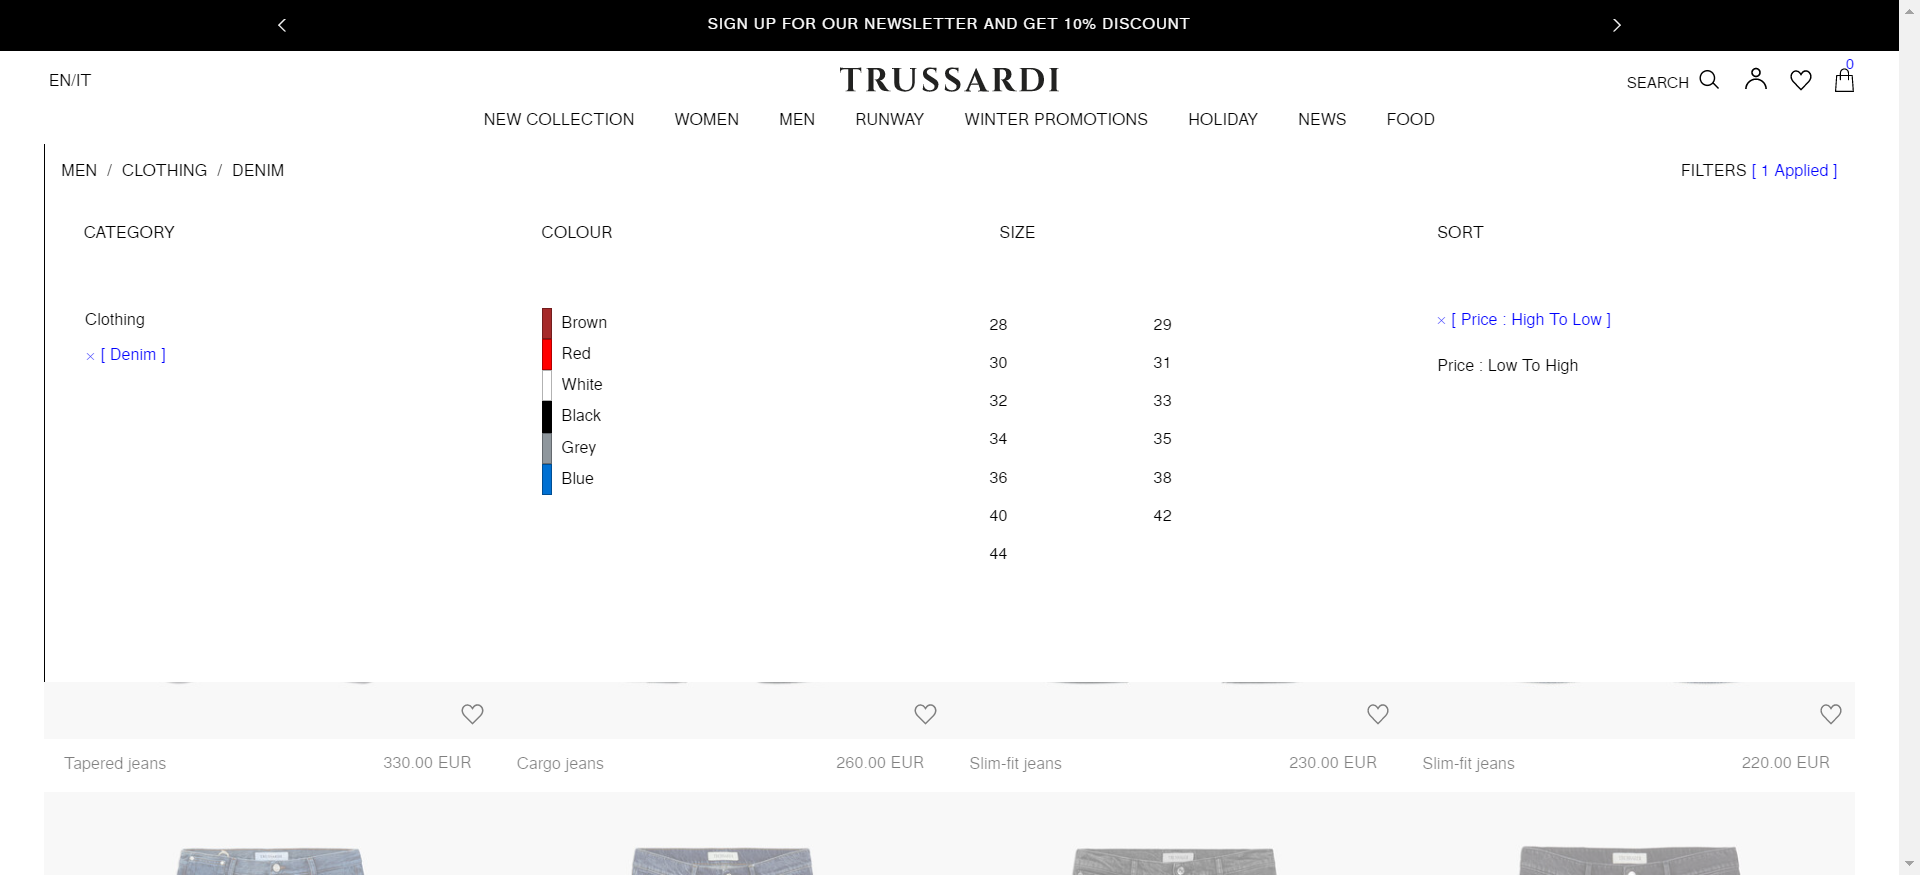 SIGN UP FOR OUR NEWSLETTER AND GET 10% DISCOUNT
EN/IT
TRUSSARDI
SEARCH
0
NEW COLLECTION WOMEN MEN RUNWAY WINTER PROMOTIONS HOLIDAY NEWS FOOD
MEN / CLOTHING / DENIM
FILTERS [ 1 Applied ]
CATEGORY
Clothing
× [ Denim ]
COLOUR
Brown
Red
White
Black
Grey
Blue
SIZE
28 29
30 31
32 33
34 35
36 38
40 42
44
SORT
× [ Price : High To Low ]
Price : Low To High
Tapered jeans 330.00 EUR
Cargo jeans 260.00 EUR
Slim-fit jeans 230.00 EUR
Slim-fit jeans 220.00 EUR